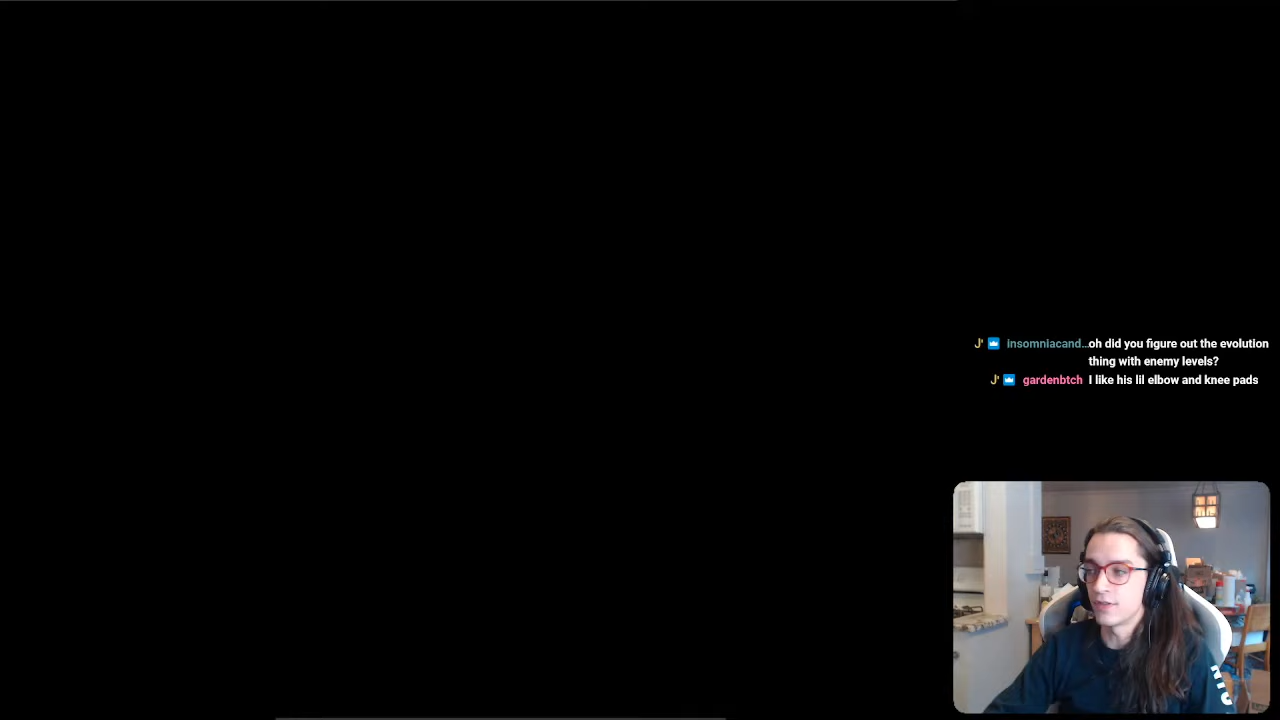 insomniacand...oh did you figure out the evolution
thing with enemy levels?
gardenbtch I like his lil elbow and knee pads